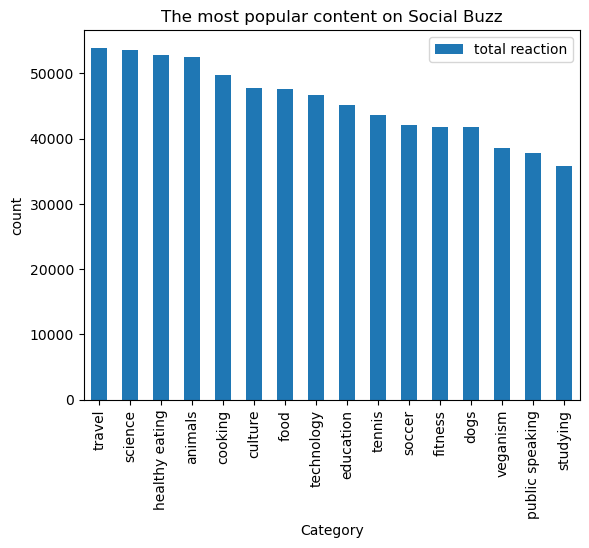 The most popular content on Social Buzz
total reaction
count
50000
40000
30000
20000
10000
0
travel
science
healthy eating
animals
cooking
culture
food
technology
education
tennis
soccer
fitness
dogs
veganism
public speaking
studying
Category